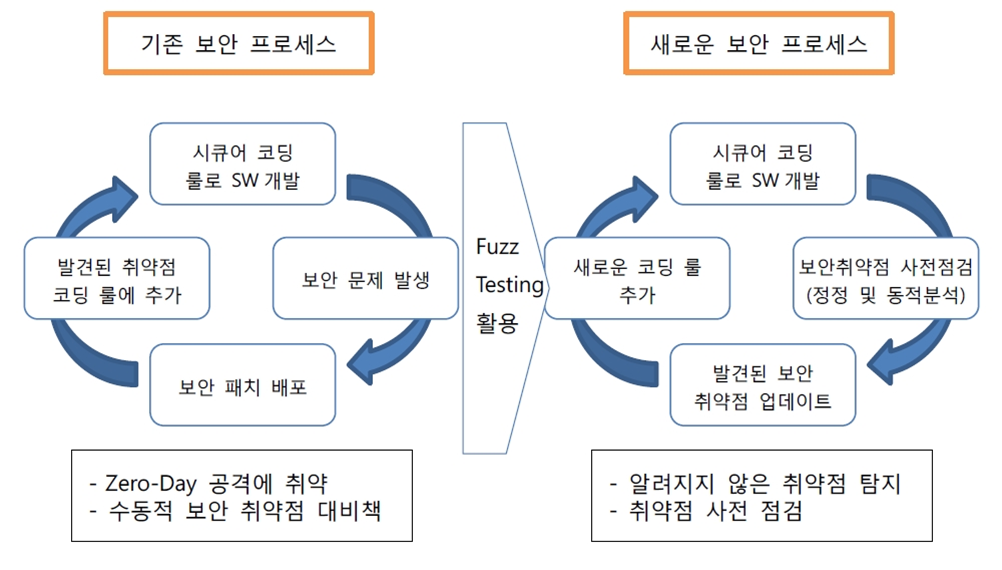 기존 보안 프로세스
시큐어 코딩
룰로 SW 개발
보안 문제 발생
보안 패치 배포
발견된 취약점
코딩 룰에 추가
- Zero-Day 공격에 취약
- 수동적 보안 취약점 대비책
Fuzz
Testing
활용
새로운 보안 프로세스
시큐어 코딩
룰로 SW 개발
보안취약점 사전점검
(정정 및 동적분석)
발견된 보안
취약점 업데이트
새로운 코딩 룰
추가
- 알려지지 않은 취약점 탐지
- 취약점 사전 점검